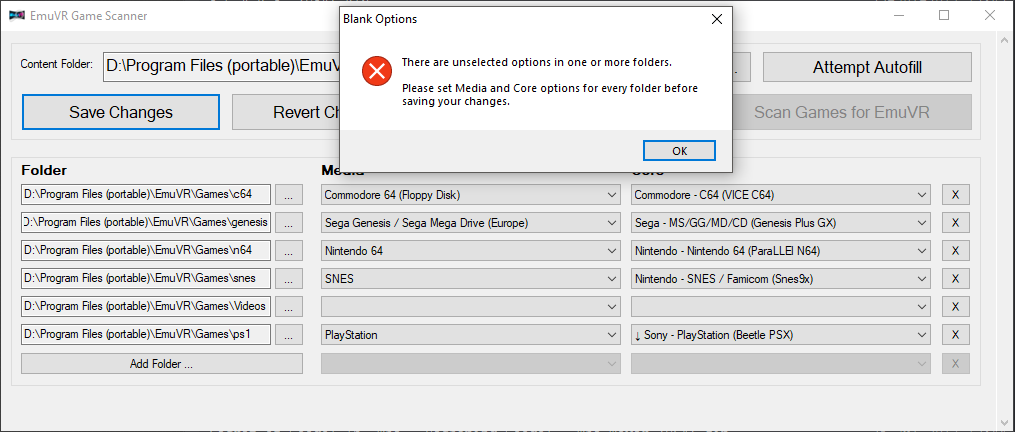 EmuVR Game Scanner
Blank Options
There are unselected options in one or more folders.
Please set Media and Core options for every folder before
saving your changes.
OK
Content Folder:
D:\Program Files (portable)\EmuV
Attempt Autofill
Save Changes
Revert Ch
Scan Games for EmuVR
Folder
Media
Core
D:\Program Files (portable)\EmuVR\Games\c64 ... Commodore 64 (Floppy Disk) Commodore - C64 (VICE C64) X
D:\Program Files (portable)\EmuVR\Games\genesis ... Sega Genesis / Sega Mega Drive (Europe) Sega - MS/GG/MD/CD (Genesis Plus GX) X
D:\Program Files (portable)\EmuVR\Games\n64 ... Nintendo 64 Nintendo - Nintendo 64 (ParaLLEl N64) X
D:\Program Files (portable)\EmuVR\Games\snes ... SNES Nintendo - SNES / Famicom (Snes9x) X
D:\Program Files (portable)\EmuVR\Games\Videos ... X
D:\Program Files (portable)\EmuVR\Games\ps1 ... PlayStation ↓ Sony - PlayStation (Beetle PSX) X
Add Folder ... X